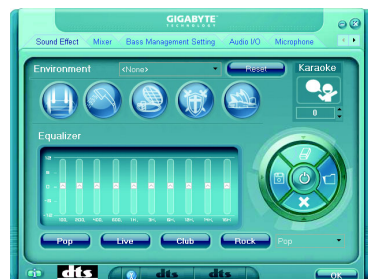 GIGABYTE
TECHNOLOGY
Sound Effect Mixer Bass Management Setting Audio I/O Microphone
Environment <None> Reset Karaoke
0
Equalizer
Pop Live Club Rock Pop
dts dts dts
OK